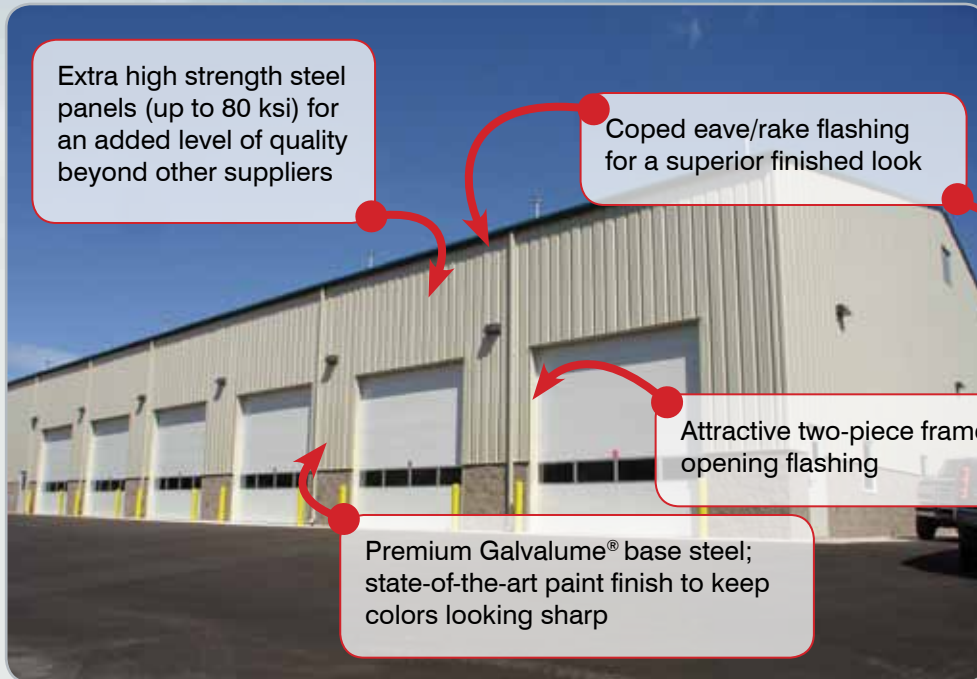 Extra high strength steel
panels (up to 80 ksi) for
an added level of quality
beyond other suppliers
Coped eave/rake flashing
for a superior finished look
Attractive two-piece frame
opening flashing
Premium Galvalume® base steel;
state-of-the-art paint finish to keep
colors looking sharp